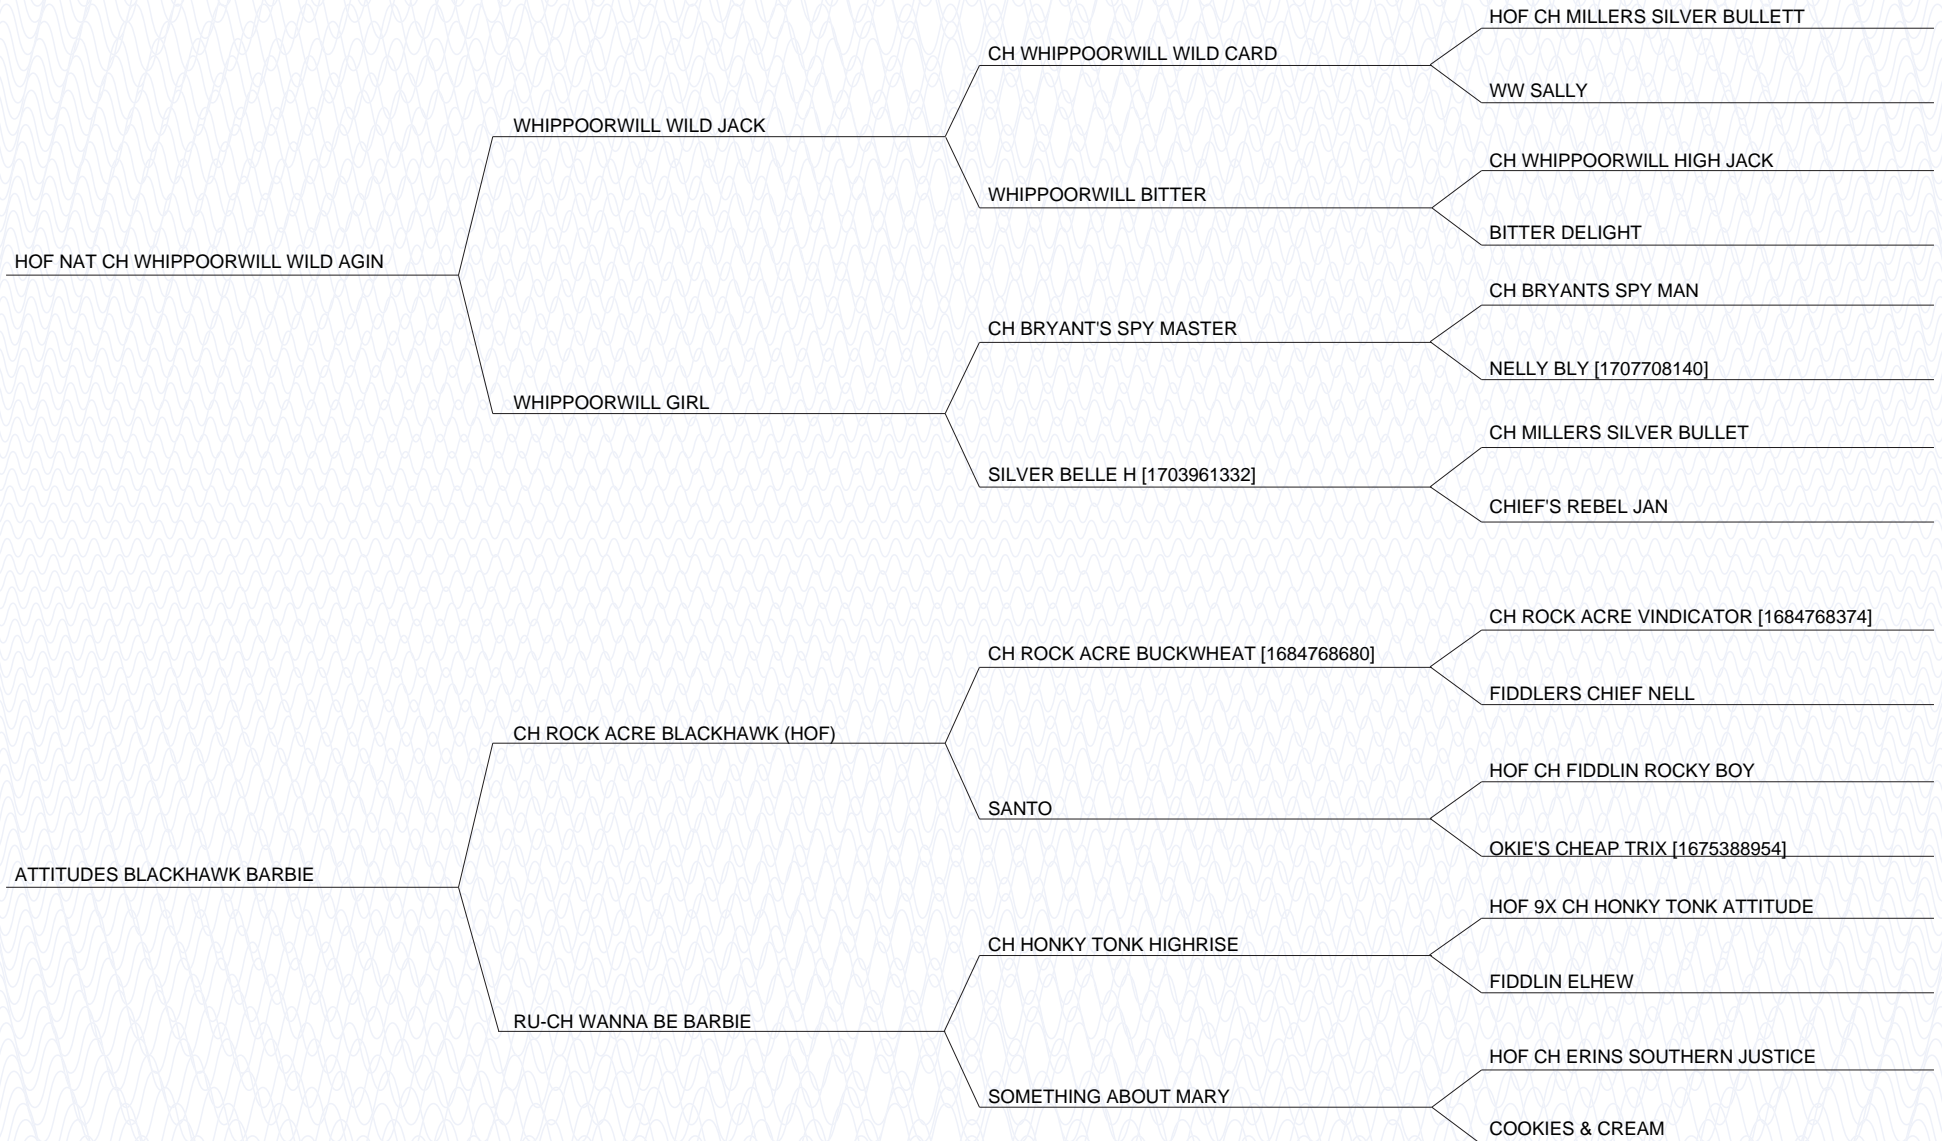 HOF CH MILLERS SILVER BULLETT
CH WHIPPOORWILL WILD CARD
WW SALLY
WHIPPOORWILL WILD JACK
CH WHIPPOORWILL HIGH JACK
WHIPPOORWILL BITTER
BITTER DELIGHT
HOF NAT CH WHIPPOORWILL WILD AGIN
CH BRYANTS SPY MAN
CH BRYANT'S SPY MASTER
NELLY BLY [1707708140]
WHIPPOORWILL GIRL
CH MILLERS SILVER BULLET
SILVER BELLE H [1703961332]
CHIEF'S REBEL JAN
CH ROCK ACRE VINDICATOR [1684768374]
CH ROCK ACRE BUCKWHEAT [1684768680]
FIDDLERS CHIEF NELL
CH ROCK ACRE BLACKHAWK (HOF)
HOF CH FIDDLIN ROCKY BOY
SANTO
OKIE'S CHEAP TRIX [1675388954]
ATTITUDES BLACKHAWK BARBIE
HOF 9X CH HONKY TONK ATTITUDE
CH HONKY TONK HIGHRISE
FIDDLIN ELHEW
RU-CH WANNA BE BARBIE
HOF CH ERINS SOUTHERN JUSTICE
SOMETHING ABOUT MARY
COOKIES & CREAM